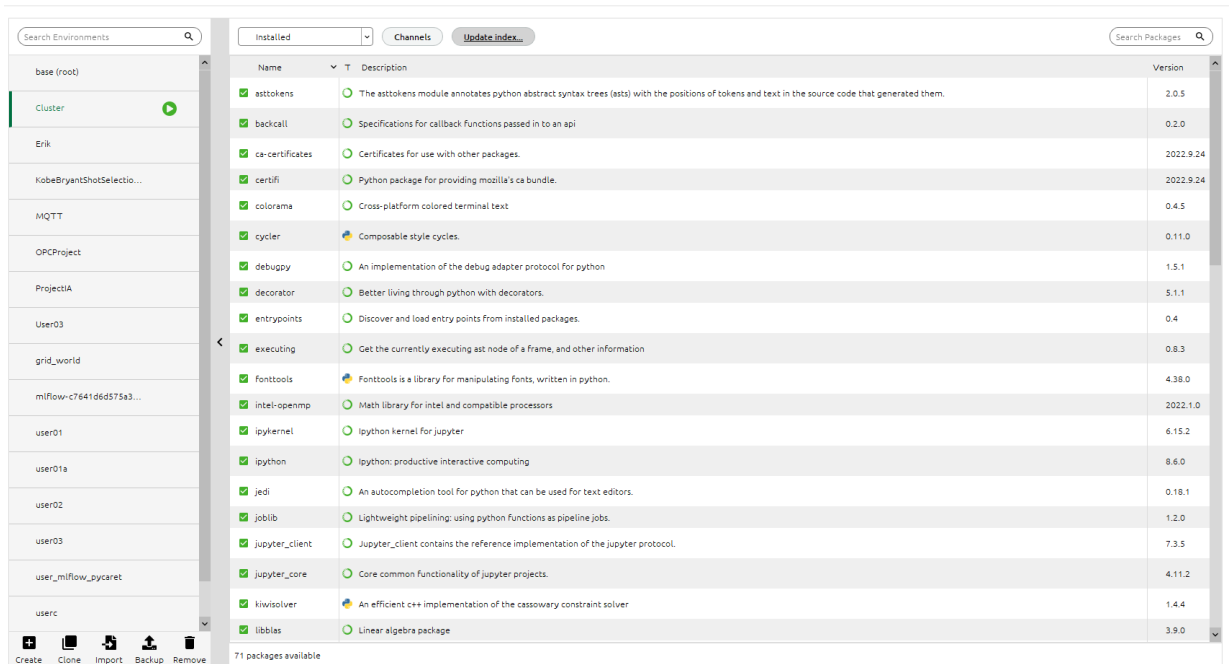 Search Environments
Installed
Channels
Update index...
Search Packages
base (root)
Cluster
Erik
KobeBryantShotSelectio...
MQTT
OPCProject
ProjectIA
User03
grid_world
mlflow-c7641d6d575a3...
user01
user01a
user02
user03
user_mlflow_pycaret
userc
Create Clone Import Backup Remove
Name T Description Version
asttokens The asttokens module annotates python abstract syntax trees (asts) with the positions of tokens and text in the source code that generated them. 2.0.5
backcall Specifications for callback functions passed in to an api 0.2.0
ca-certificates Certificates for use with other packages. 2022.9.24
certifi Python package for providing mozilla's ca bundle. 2022.9.24
colorama Cross-platform colored terminal text 0.4.5
cycler Composable style cycles. 0.11.0
debugpy An implementation of the debug adapter protocol for python 1.5.1
decorator Better living through python with decorators. 5.1.1
entrypoints Discover and load entry points from installed packages. 0.4
executing Get the currently executing ast node of a frame, and other information 0.8.3
fonttools Fonttools is a library for manipulating fonts, written in python. 4.38.0
intel-openmp Math library for intel and compatible processors 2022.1.0
ipykernel Ipython kernel for jupyter 6.15.2
ipython Ipython: productive interactive computing 8.6.0
jedi An autocompletion tool for python that can be used for text editors. 0.18.1
joblib Lightweight pipelining: using python functions as pipeline jobs. 1.2.0
jupyter_client Jupyter_client contains the reference implementation of the jupyter protocol. 7.3.5
jupyter_core Core common functionality of jupyter projects. 4.11.2
kiwisolver An efficient c++ implementation of the cassowary constraint solver 1.4.4
libblas Linear algebra package 3.9.0
71 packages available